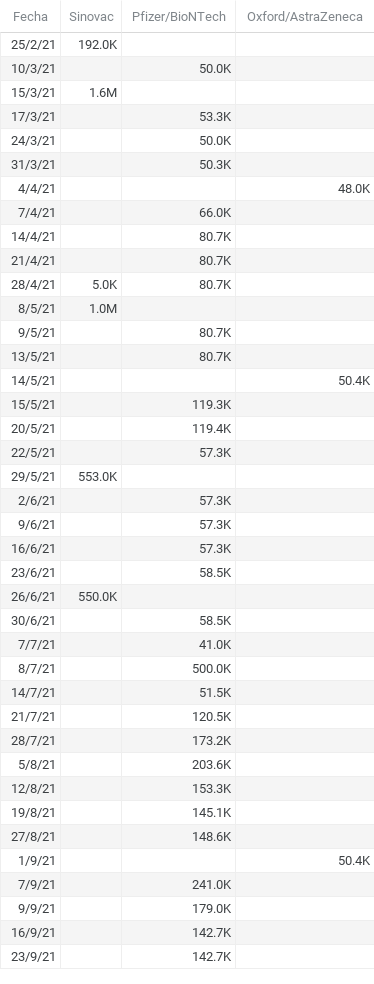 Fecha Sinovac Pfizer/BioNTech Oxford/AstraZeneca
25/2/21 192.0K
10/3/21 50.0K
15/3/21 1.6M
17/3/21 53.3K
24/3/21 50.0K
31/3/21 50.3K
4/4/21 48.0K
7/4/21 66.0K
14/4/21 80.7K
21/4/21 80.7K
28/4/21 5.0K 80.7K
8/5/21 1.0M
9/5/21 80.7K
13/5/21 80.7K
14/5/21 50.4K
15/5/21 119.3K
20/5/21 119.4K
22/5/21 57.3K
29/5/21 553.0K
2/6/21 57.3K
9/6/21 57.3K
16/6/21 57.3K
23/6/21 58.5K
26/6/21 550.0K
30/6/21 58.5K
7/7/21 41.0K
8/7/21 500.0K
14/7/21 51.5K
21/7/21 120.5K
28/7/21 173.2K
5/8/21 203.6K
12/8/21 153.3K
19/8/21 145.1K
27/8/21 148.6K
1/9/21 50.4K
7/9/21 241.0K
9/9/21 179.0K
16/9/21 142.7K
23/9/21 142.7K